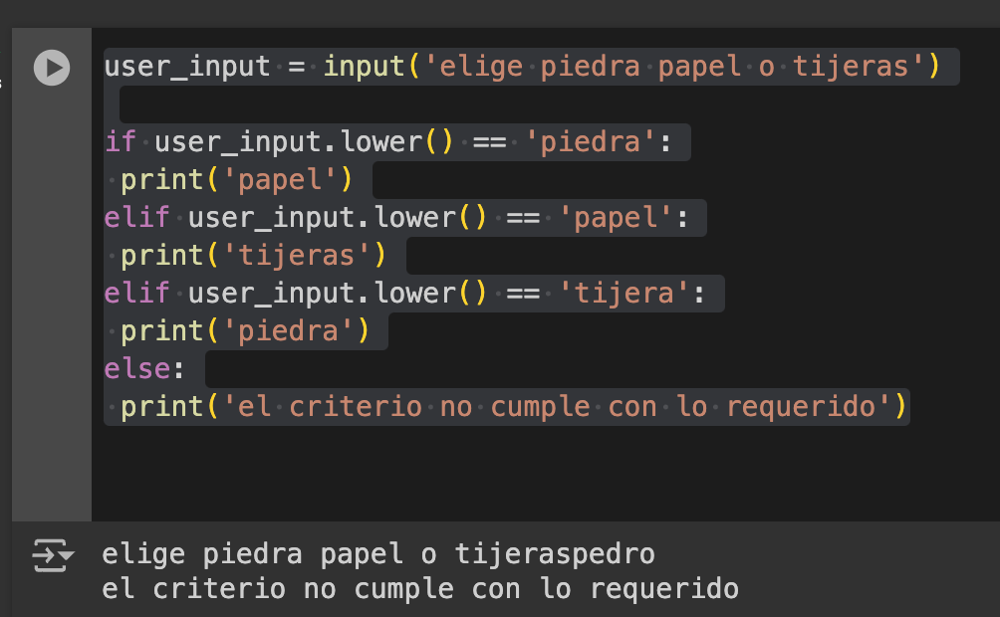 user_input = input('elige piedra papel o tijeras')
if user_input.lower() == 'piedra':
 print('papel')
elif user_input.lower() == 'papel':
 print('tijeras')
elif user_input.lower() == 'tijera':
 print('piedra')
else:
 print('el criterio no cumple con lo requerido')
elige piedra papel o tijeraspedro
el criterio no cumple con lo requerido